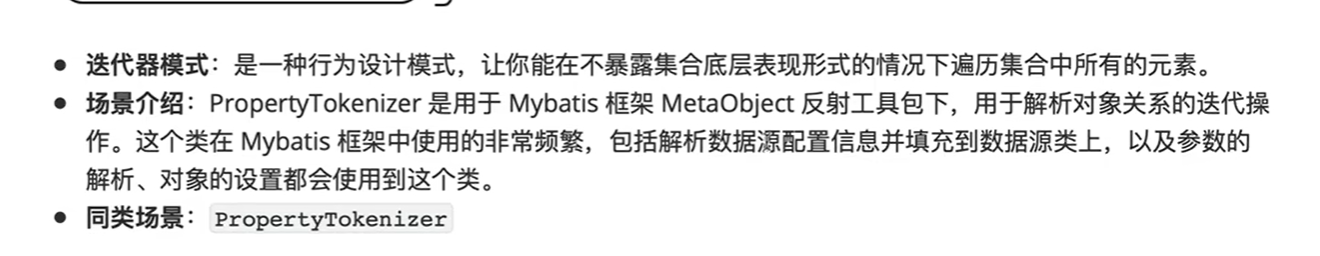 迭代器模式：是一种行为设计模式，让你能在不暴露集合底层表现形式的情况下遍历集合中所有的元素。
场景介绍：PropertyTokenizer 是用于 Mybatis 框架 MetaObject 反射工具包下，用于解析对象关系的迭代操
作。这个类在 Mybatis 框架中使用的非常频繁，包括解析数据源配置信息并填充到数据源类上，以及参数的
解析、对象的设置都会使用到这个类。
同类场景：PropertyTokenizer